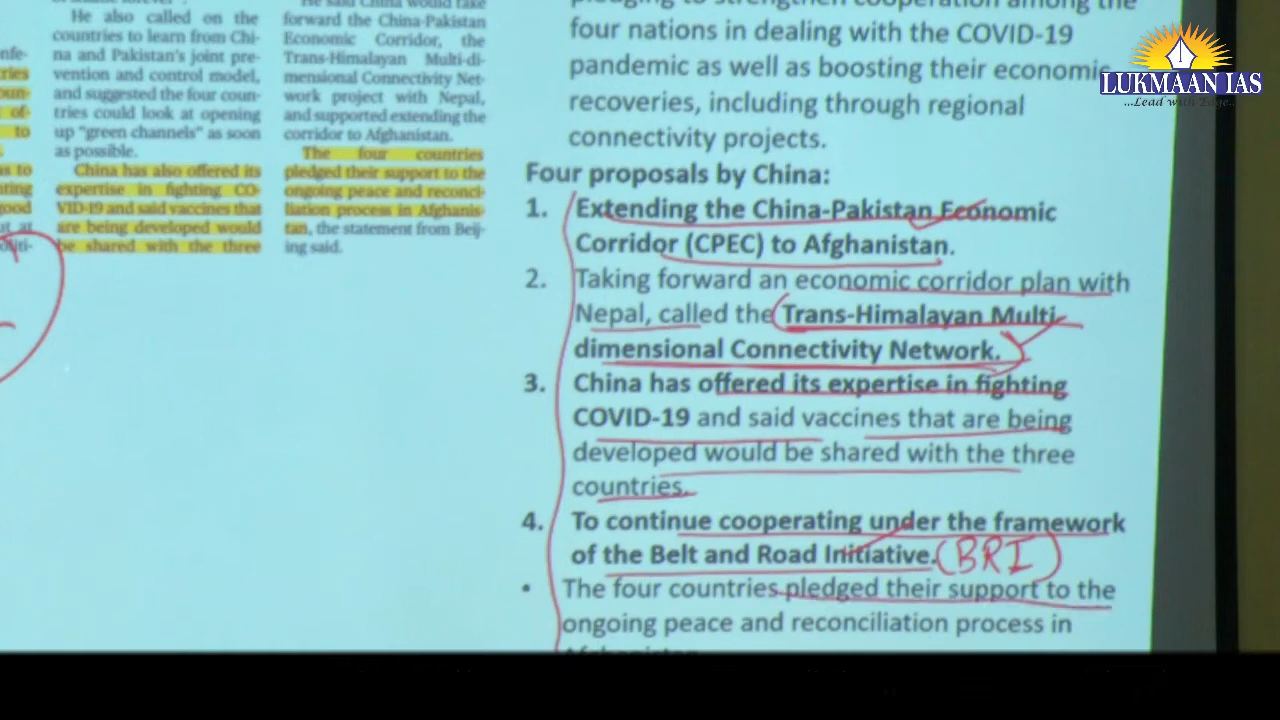 He also called on the
countries to learn from Chi-
na and Pakistan's joint pre-
vention and control model,
and suggested the four coun-
tries could look at opening
up "green channels" as soon
as possible.
China has also offered its
expertise in fighting CO-
VID-19 and said vaccines that
are being developed would
be shared with the three
forward the China-Pakistan
Economic Corridor, the
Trans-Himalayan Multi-di-
mensional Connectivity Net-
work project with Nepal,
and supported extending the
corridor to Afghanistan.
The four countries
pledged their support to the
ongoing peace and reconci-
liation process in Afghanis-
tan, the statement from Beij-
ing said.
pledging to strengthen cooperation among the
four nations in dealing with the COVID-19
pandemic as well as boosting their economic
recoveries, including through regional
connectivity projects.
Four proposals by China:
1. Extending the China-Pakistan Economic
Corridor (CPEC) to Afghanistan.
2. Taking forward an economic corridor plan with
Nepal, called the Trans-Himalayan Multi-
dimensional Connectivity Network.
3. China has offered its expertise in fighting
COVID-19 and said vaccines that are being
developed would be shared with the three
countries.
4. To continue cooperating under the framework
of the Belt and Road Initiative. (BRI)
• The four countries pledged their support to the
ongoing peace and reconciliation process in
LUKMAAN IAS
...Lead with Edge..